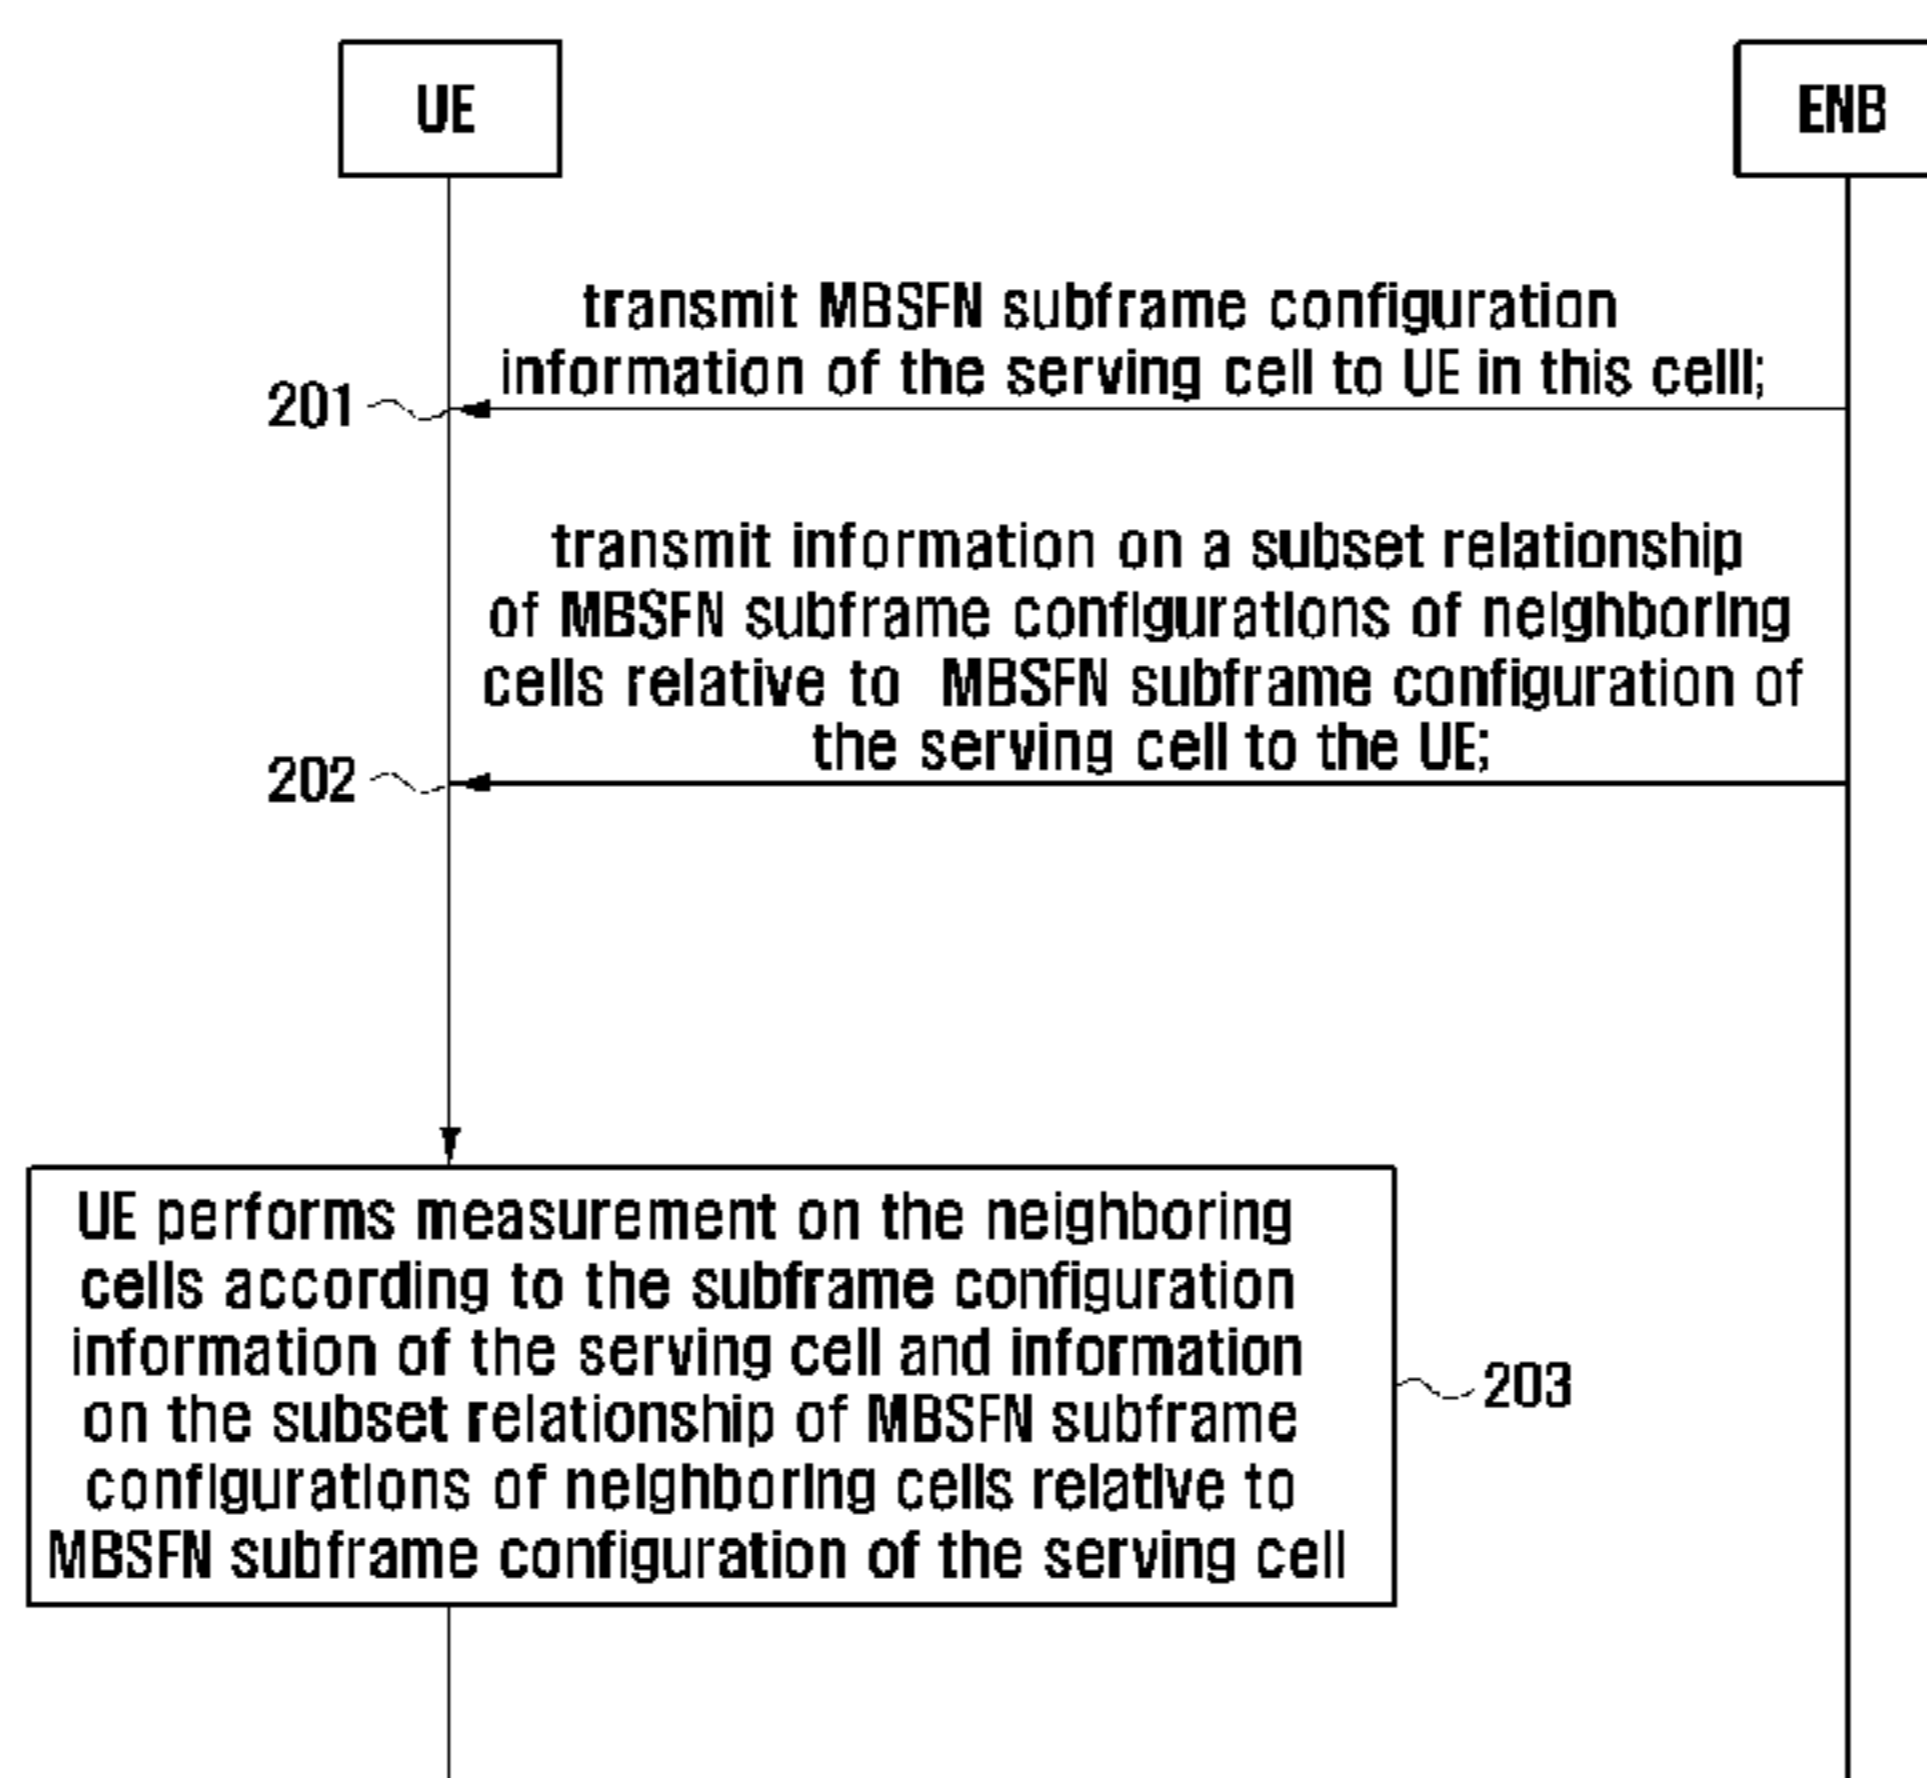 UE
ENB
transmit MBSFN subframe configuration
information of the serving cell to UE in this celll;
201
transmit information on a subset relationship
of MBSFN subframe configurations of neighboring
cells relative to MBSFN subframe configuration of
the serving cell to the UE;
202
UE performs measurement on the neighboring
cells according to the subframe configuration
information of the serving cell and information
on the subset relationship of MBSFN subframe
configurations of neighboring cells relative to
MBSFN subframe configuration of the serving cell
203